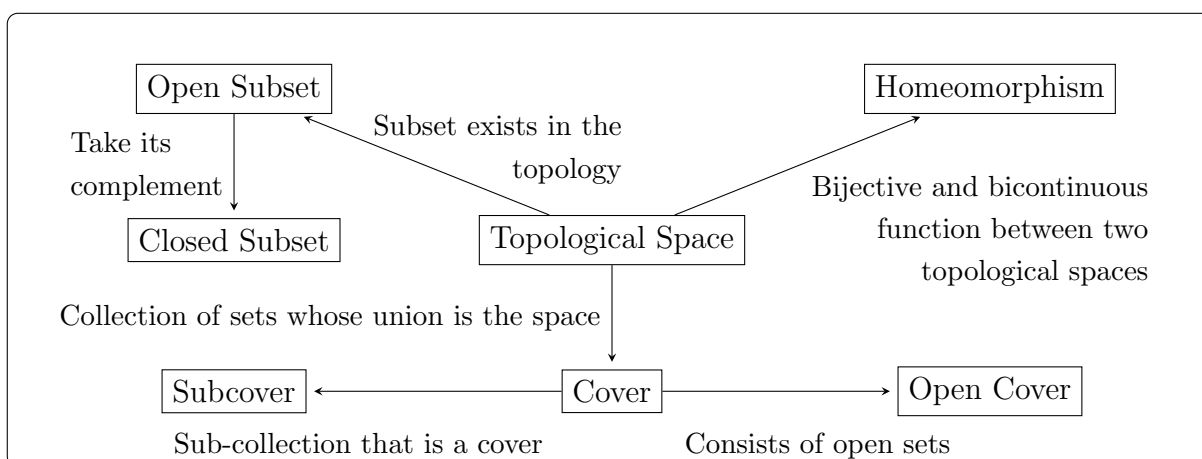 Open Subset
Homeomorphism
Take its
complement
Subset exists in the
topology
Bijective and bicontinuous
function between two
topological spaces
Closed Subset
Topological Space
Collection of sets whose union is the space
Subcover
Cover
Open Cover
Sub-collection that is a cover
Consists of open sets